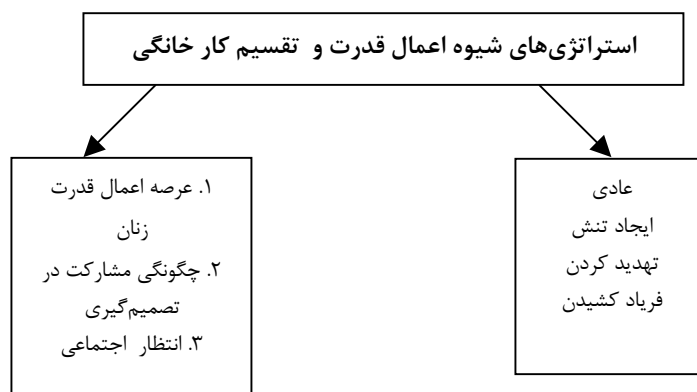 استراتژی‌های شیوه اعمال قدرت و تقسیم کار خانگی
عادی
ایجاد تنش
تهدید کردن
فریاد کشیدن
۱. عرصه اعمال قدرت
زنان
۲. چگونگی مشارکت در
تصمیم‌گیری
۳. انتظار اجتماعی